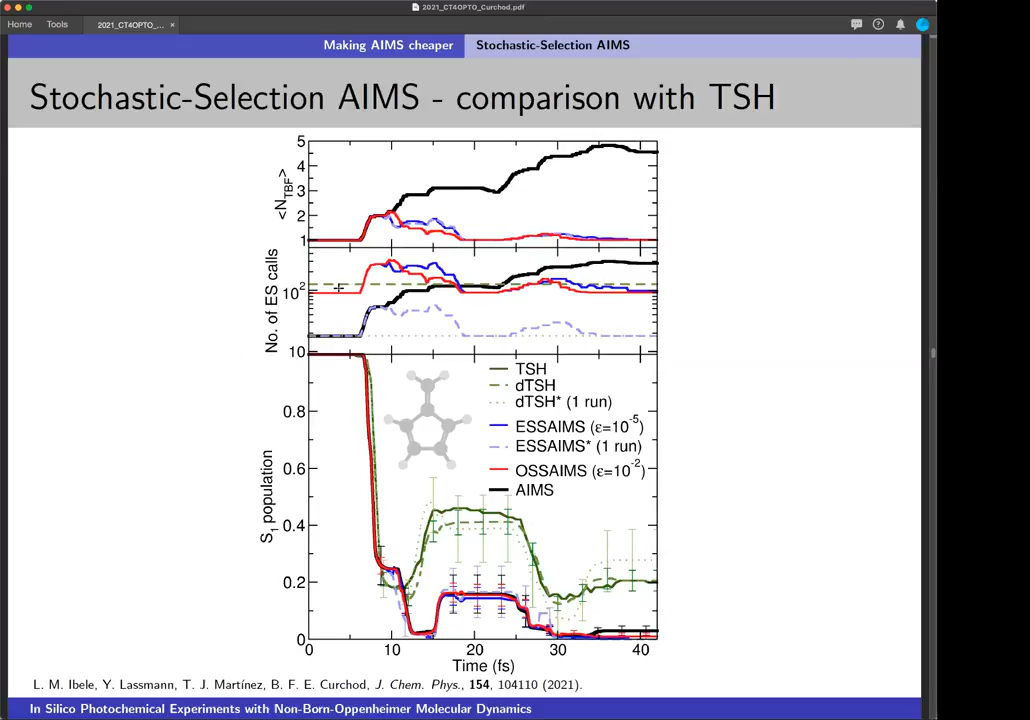 2021_CT4OPTO_Curchod.pdf
Home Tools 2021_CT4OPTO_... ×
Making AIMS cheaper Stochastic-Selection AIMS
Stochastic-Selection AIMS - comparison with TSH
5
4
3
2
1
<N_TBF>
10^2
10
No. of ES calls
TSH
dTSH
dTSH* (1 run)
ESSAIMS (ε=10^-5)
ESSAIMS* (1 run)
OSSAIMS (ε=10^-2)
AIMS
0.8
0.6
0.4
0.2
0
S_1 population
0 10 20 30 40
Time (fs)
L. M. Ibele, Y. Lassmann, T. J. Martínez, B. F. E. Curchod, J. Chem. Phys., 154, 104110 (2021).
In Silico Photochemical Experiments with Non-Born-Oppenheimer Molecular Dynamics